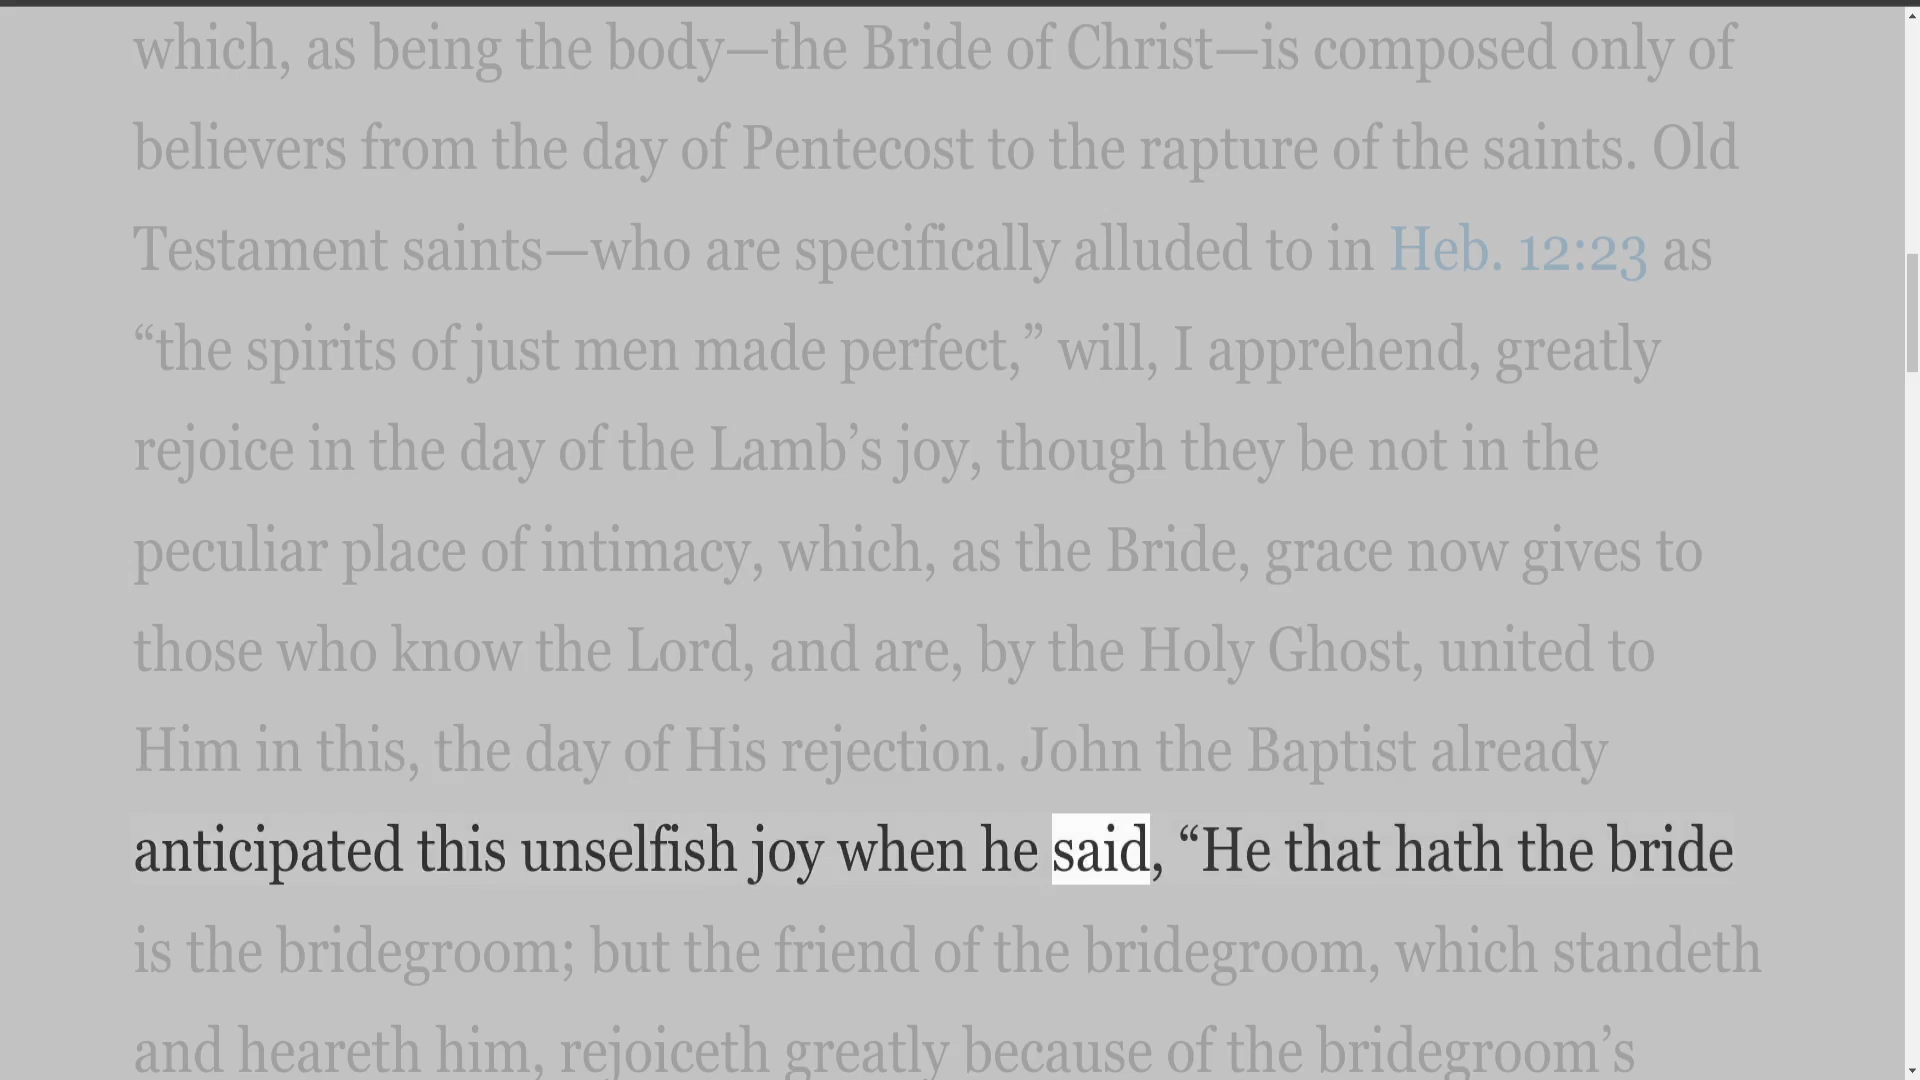 which, as being the body—the Bride of Christ—is composed only of
believers from the day of Pentecost to the rapture of the saints. Old
Testament saints—who are specifically alluded to in Heb. 12:23 as
“the spirits of just men made perfect,” will, I apprehend, greatly
rejoice in the day of the Lamb’s joy, though they be not in the
peculiar place of intimacy, which, as the Bride, grace now gives to
those who know the Lord, and are, by the Holy Ghost, united to
Him in this, the day of His rejection. John the Baptist already
anticipated this unselfish joy when he said, “He that hath the bride
is the bridegroom; but the friend of the bridegroom, which standeth
and heareth him, rejoiceth greatly because of the bridegroom’s